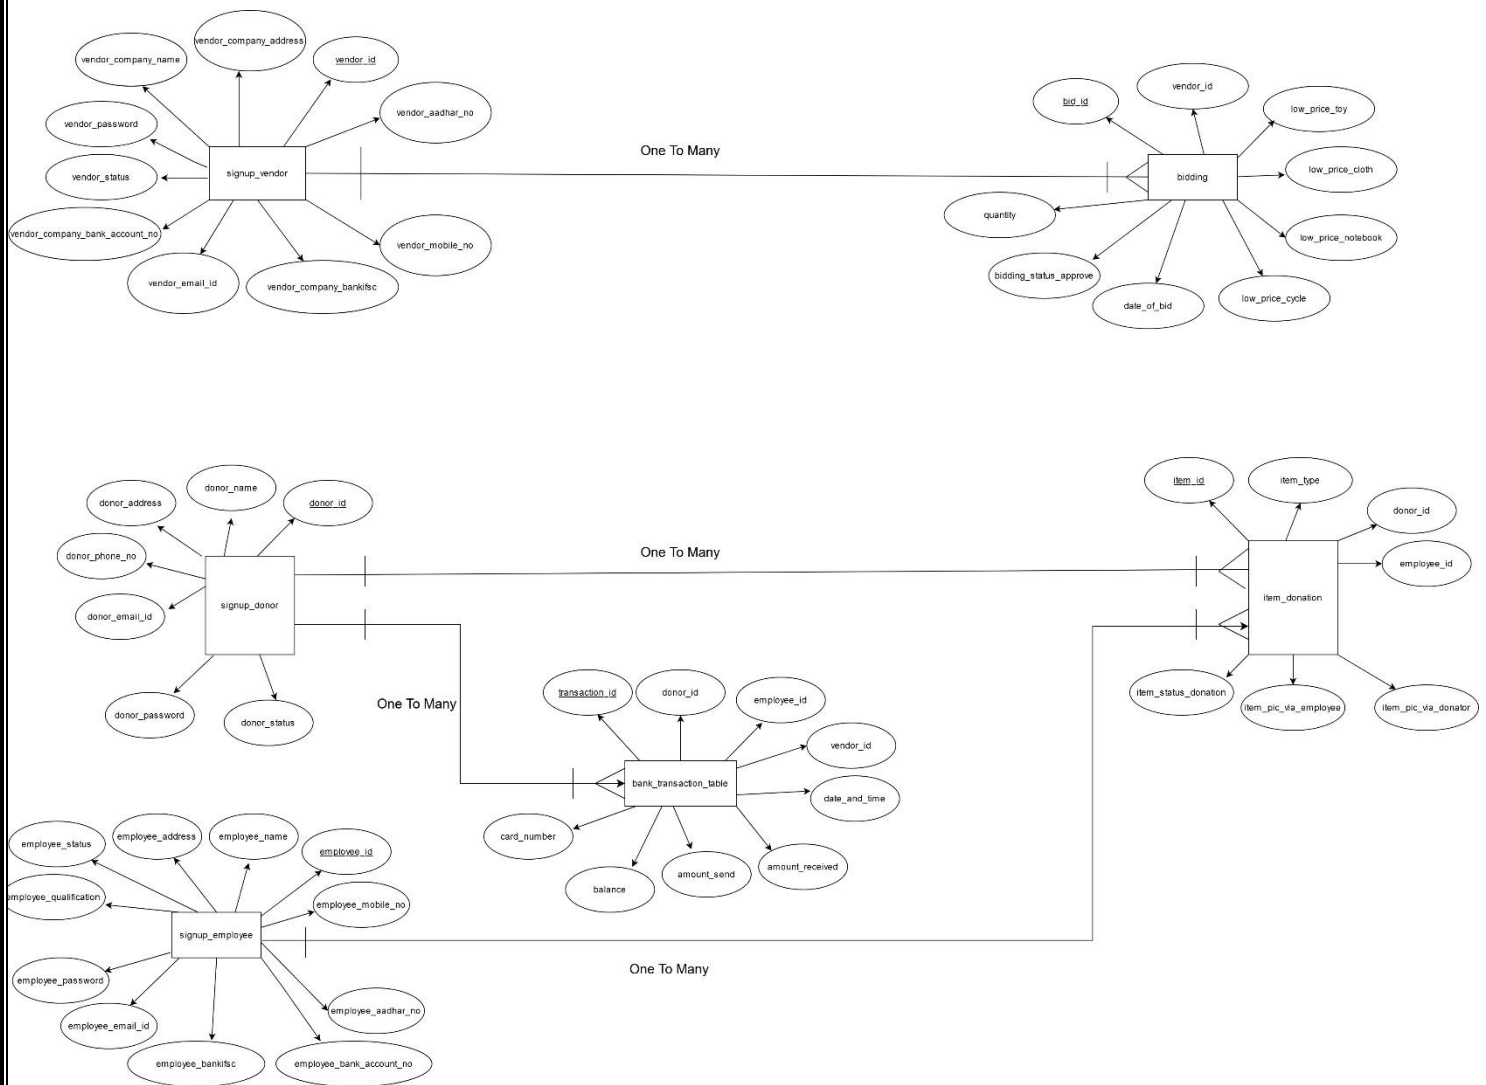 vendor_company_address
vendor_company_name
vendor_id
vendor_aadhar_no
vendor_password
signup_vendor
vendor_status
vendor_company_bank_account_no
vendor_mobile_no
vendor_email_id
vendor_company_bankifsc
One To Many
bid_id
vendor_id
low_price_toy
low_price_cloth
bidding
quantity
low_price_notebook
bidding_status_approve
date_of_bid
low_price_cycle
donor_name
donor_address
donor_id
donor_phone_no
signup_donor
donor_email_id
donor_password
donor_status
One To Many
item_id
item_type
donor_id
employee_id
item_donation
item_status_donation
item_pic_via_employee
item_pic_via_donator
One To Many
transaction_id
donor_id
employee_id
vendor_id
bank_transaction_table
date_and_time
card_number
amount_received
amount_send
balance
employee_status
employee_address
employee_name
employee_id
employee_qualification
employee_mobile_no
signup_employee
One To Many
employee_password
employee_aadhar_no
employee_email_id
employee_bankifsc
employee_bank_account_no